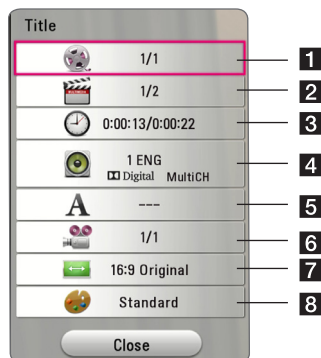 Title
1/1
1
1/2
2
0:00:13/0:00:22
3
1 ENG
Digital MultiCH
4
A
---
5
1/1
6
16:9 Original
7
Standard
8
Close